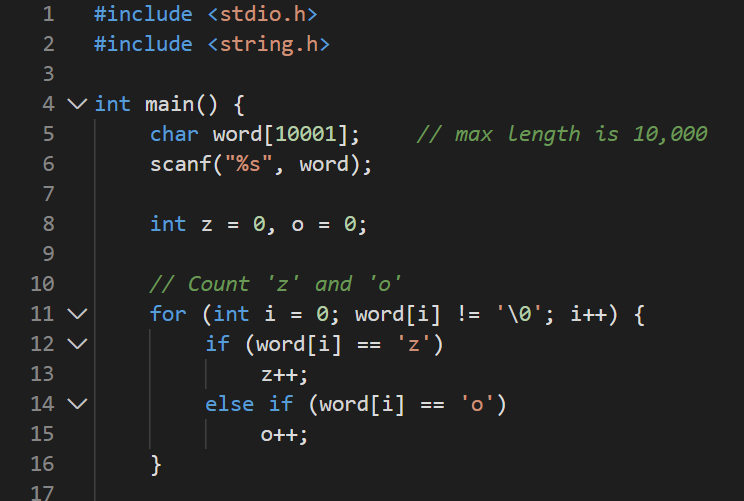 1 #include <stdio.h>
2 #include <string.h>
3
4 int main() {
5 char word[10001]; // max length is 10,000
6 scanf("%s", word);
7
8 int z = 0, o = 0;
9
10 // Count 'z' and 'o'
11 for (int i = 0; word[i] != '\0'; i++) {
12 if (word[i] == 'z')
13 z++;
14 else if (word[i] == 'o')
15 o++;
16 }
17